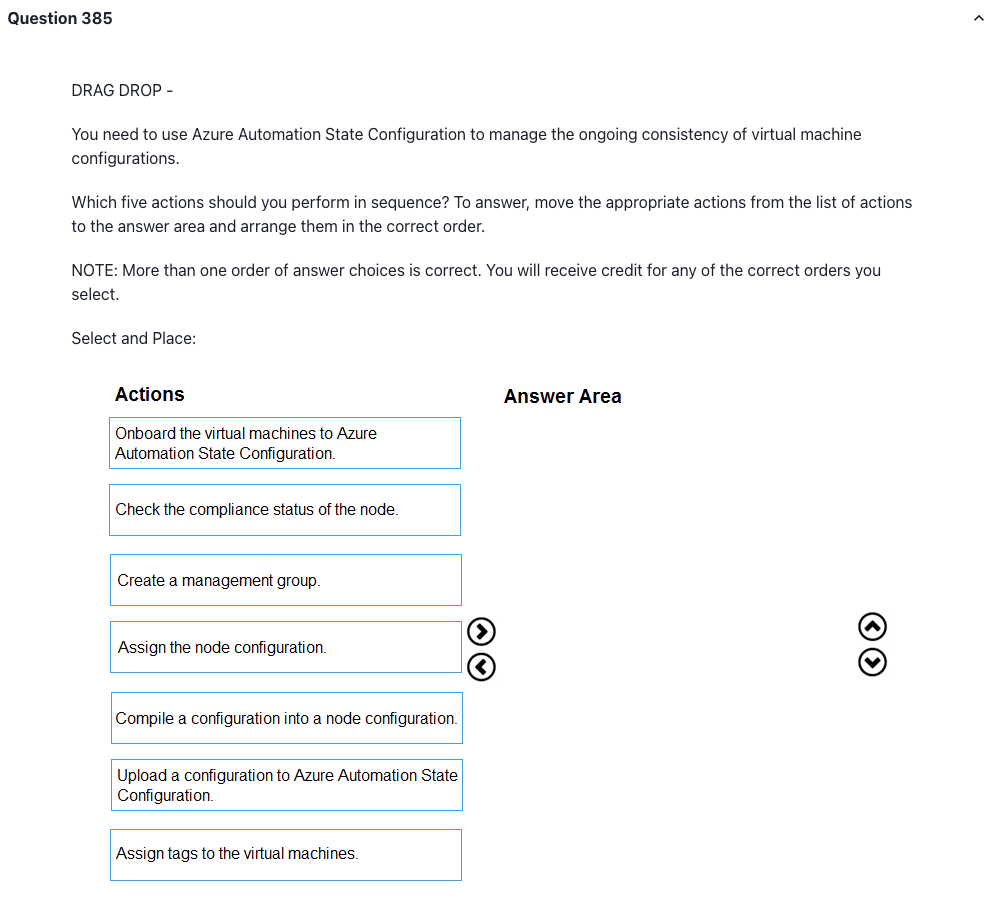 Question 385
DRAG DROP -
You need to use Azure Automation State Configuration to manage the ongoing consistency of virtual machine
configurations.
Which five actions should you perform in sequence? To answer, move the appropriate actions from the list of actions
to the answer area and arrange them in the correct order.
NOTE: More than one order of answer choices is correct. You will receive credit for any of the correct orders you
select.
Select and Place:
Actions
Answer Area
Onboard the virtual machines to Azure
Automation State Configuration.
Check the compliance status of the node.
Create a management group.
Assign the node configuration.
Compile a configuration into a node configuration.
Upload a configuration to Azure Automation State
Configuration.
Assign tags to the virtual machines.